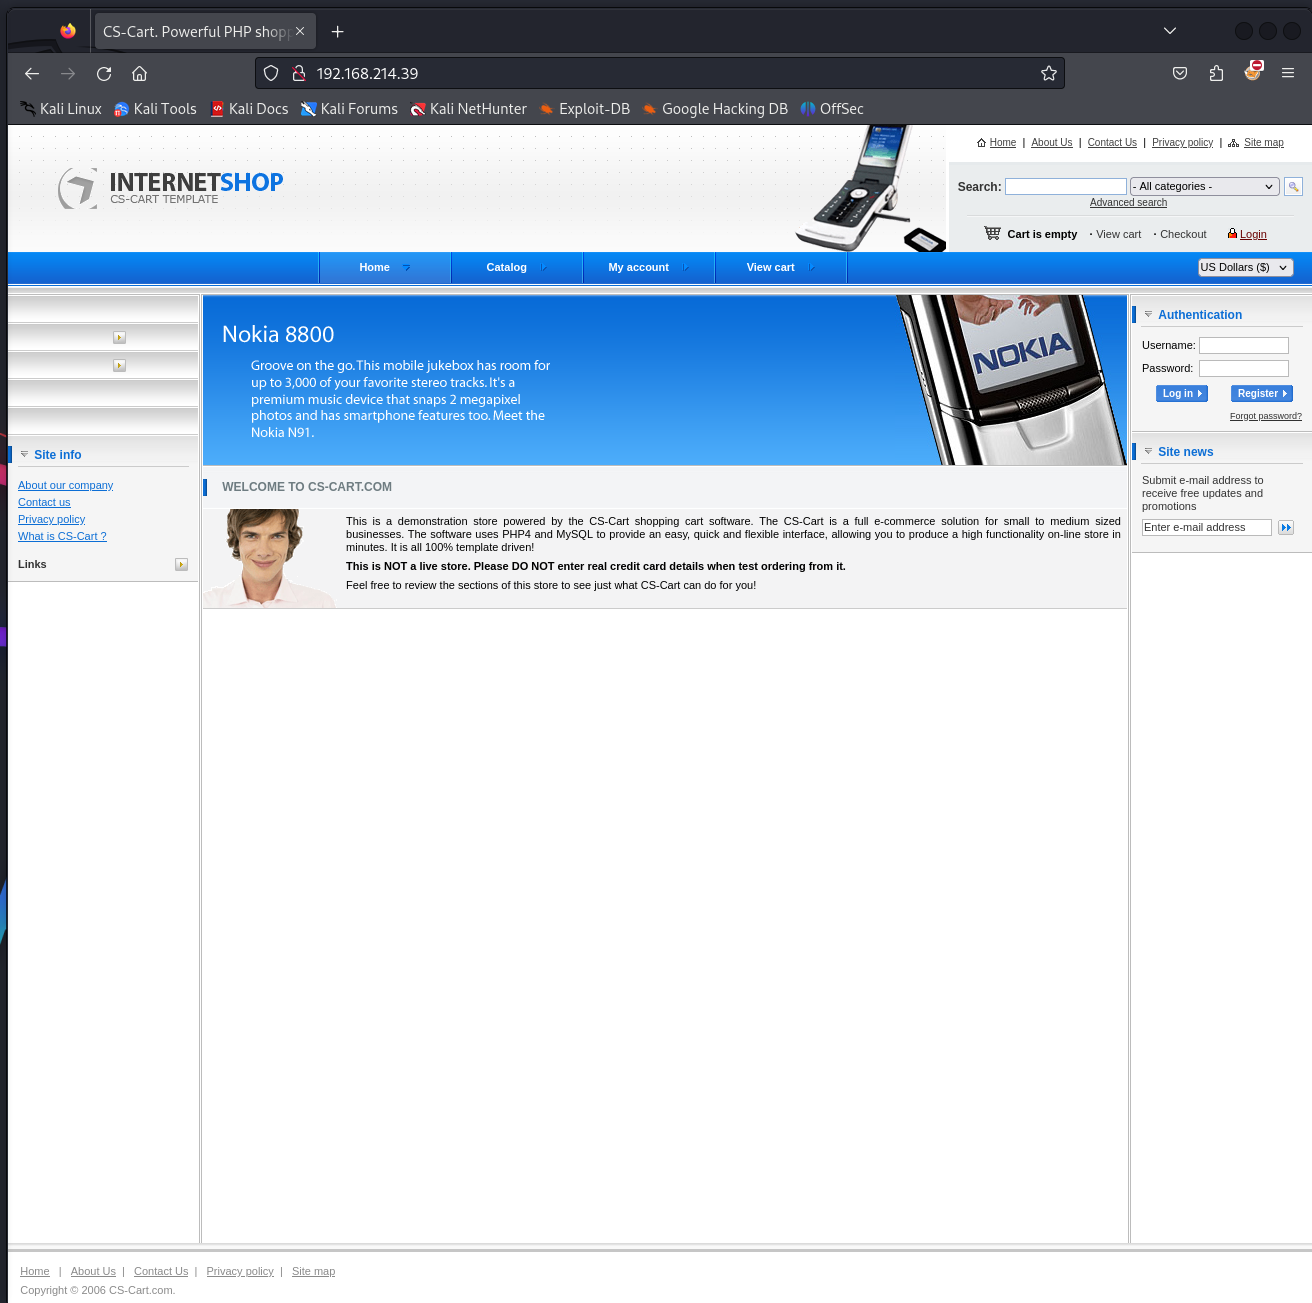 CS-Cart. Powerful PHP shopp
192.168.214.39
Kali Linux Kali Tools Kali Docs Kali Forums Kali NetHunter Exploit-DB Google Hacking DB OffSec
INTERNETSHOP
CS-CART TEMPLATE
Home | About Us | Contact Us | Privacy policy | Site map
Search: - All categories -
Advanced search
Cart is empty · View cart · Checkout Login
Home Catalog My account View cart US Dollars ($)
Site info
About our company
Contact us
Privacy policy
What is CS-Cart ?
Links
Nokia 8800
Groove on the go.This mobile jukebox has room for
up to 3,000 of your favorite stereo tracks. It's a
premium music device that snaps 2 megapixel
photos and has smartphone features too. Meet the
Nokia N91.
NOKIA
WELCOME TO CS-CART.COM
This is a demonstration store powered by the CS-Cart shopping cart software. The CS-Cart is a full e-commerce solution for small to medium sized
businesses. The software uses PHP4 and MySQL to provide an easy, quick and flexible interface, allowing you to produce a high functionality on-line store in
minutes. It is all 100% template driven!
This is NOT a live store. Please DO NOT enter real credit card details when test ordering from it.
Feel free to review the sections of this store to see just what CS-Cart can do for you!
Authentication
Username:
Password:
Log in Register
Forgot password?
Site news
Submit e-mail address to
receive free updates and
promotions
Enter e-mail address
Home | About Us | Contact Us | Privacy policy | Site map
Copyright © 2006 CS-Cart.com.